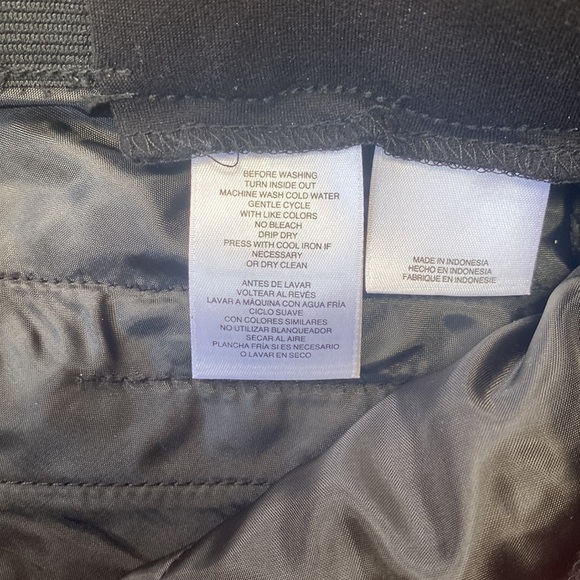 BEFORE WASHING
TURN INSIDE OUT
MACHINE WASH COLD WATER
GENTLE CYCLE
WITH LIKE COLORS
NO BLEACH
DRIP DRY
PRESS WITH COOL IRON IF
NECESSARY
OR DRY CLEAN
ANTES DE LAVAR
VOLTEAR AL REVÉS
LAVAR A MÁQUINA CON AGUA FRÍA
CICLO SUAVE
CON COLORES SIMILARES
NO UTILIZAR BLANQUEADOR
SECAR AL AIRE
PLANCHA FRÍA SI ES NECESARIO
O LAVAR EN SECO
MADE IN INDONESIA
HECHO EN INDONESIA
FABRIQUE EN INDONESIE